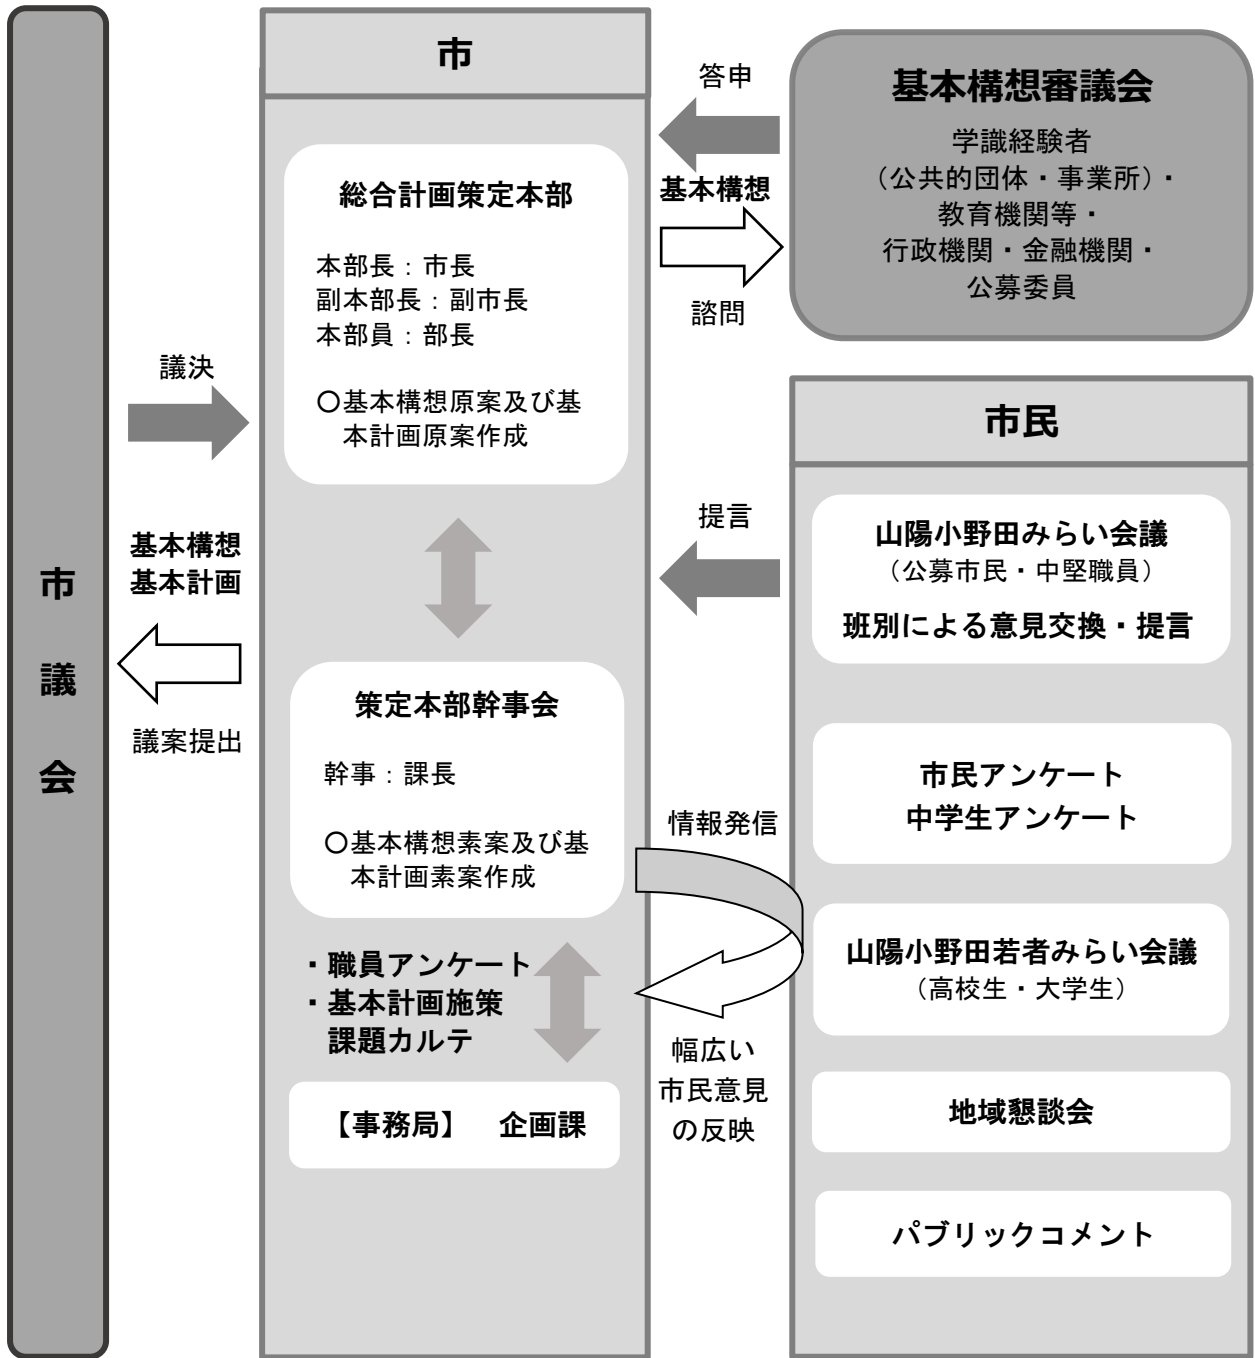 市議会
議決
基本構想
基本計画
議案提出
市
総合計画策定本部
本部長：市長
副本部長：副市長
本部員：部長
〇基本構想原案及び基
本計画原案作成
策定本部幹事会
幹事：課長
〇基本構想素案及び基
本計画素案作成
・職員アンケート
・基本計画施策
課題カルテ
【事務局】　企画課
答申
基本構想
諮問
提言
情報発信
幅広い
市民意見
の反映
基本構想審議会
学識経験者
（公共的団体・事業所）・
教育機関等・
行政機関・金融機関・
公募委員
市民
山陽小野田みらい会議
（公募市民・中堅職員）
班別による意見交換・提言
市民アンケート
中学生アンケート
山陽小野田若者みらい会議
（高校生・大学生）
地域懇談会
パブリックコメント